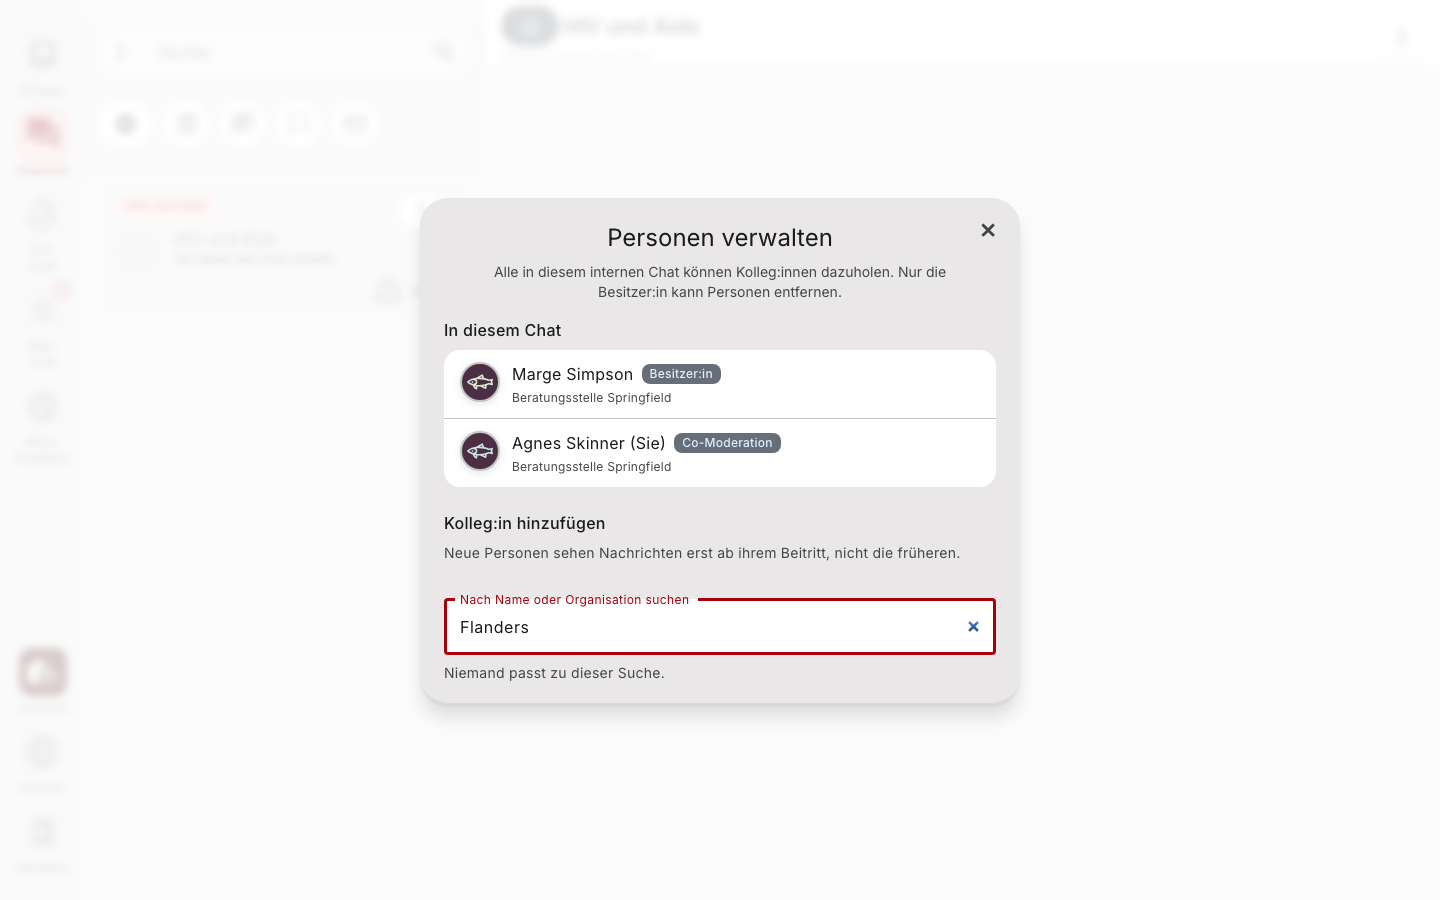 Personen verwalten
Alle in diesem internen Chat können Kolleg:innen dazuholen. Nur die
Besitzer:in kann Personen entfernen.
In diesem Chat
Marge Simpson Besitzer:in
Beratungsstelle Springfield
Agnes Skinner (Sie) Co-Moderation
Beratungsstelle Springfield
Kolleg:in hinzufügen
Neue Personen sehen Nachrichten erst ab ihrem Beitritt, nicht die früheren.
Nach Name oder Organisation suchen
Flanders
Niemand passt zu dieser Suche.